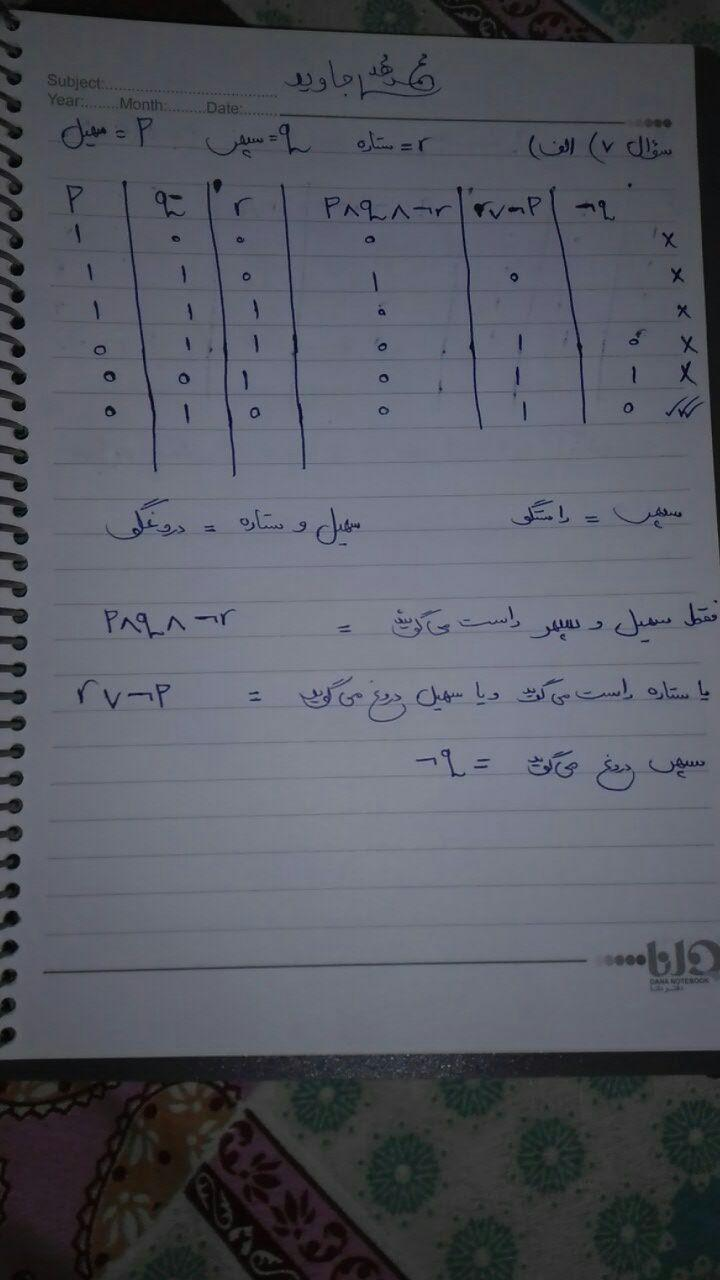 Subject:..............................
جاوید
Year:........Month:.........Date:........
سؤال ۷) الف) r = ستاره q = سپهر P = سهیل
P | q | r | P∧q∧¬r | r∨¬P | ¬q
1 | 0 | 0 | 0 | | | ×
1 | 1 | 0 | 1 | 0 | | ×
1 | 1 | 1 | 0 | | | ×
0 | 1 | 1 | 0 | 1 | 0 | ×
0 | 0 | 1 | 0 | 1 | 1 | ×
0 | 1 | 0 | 0 | 1 | 0 | ✓✓✓
سپهر = راستگو سهیل و ستاره = دروغگو
فقط سهیل و سپهر راست می‌گویند = P∧q∧¬r
یا ستاره راست می‌گوید و یا سهیل دروغ می‌گوید = r∨¬P
سپهر دروغ می‌گوید = ¬q
دانا
DANA NOTEBOOK
دفتر دانا